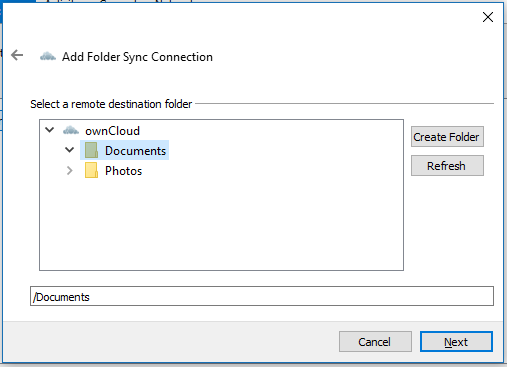 Add Folder Sync Connection
Select a remote destination folder
ownCloud
Documents
Photos
Create Folder
Refresh
/Documents
Cancel
Next